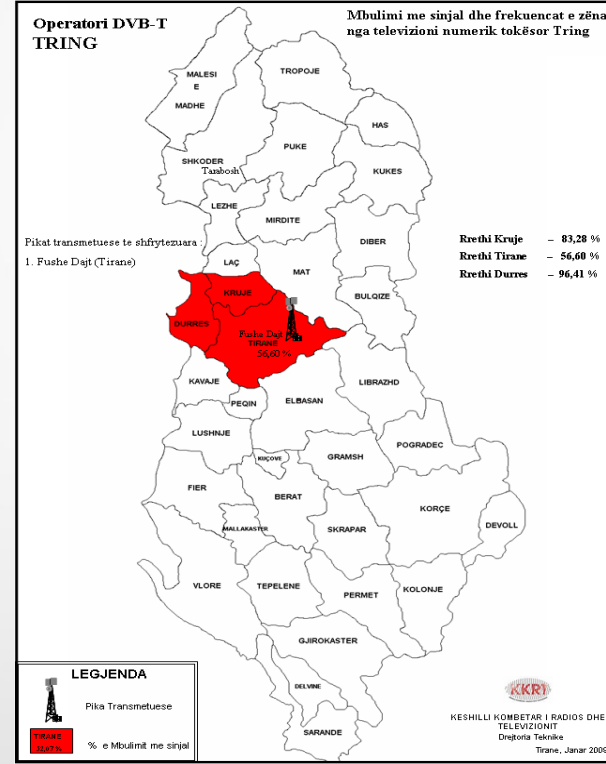 Operatori DVB-T
TRING
Mbulimi me sinjal dhe frekuencat e zëna
nga televizioni numerik tokësor Tring
MALESI
E
MADHE
TROPOJE
HAS
PUKE
SHKODER
Tarabosh
KUKES
LEZHE
MIRDITE
DIBER
Pikat transmetuese te shfrytezuara :
1. Fushe Dajt (Tirane)
Rrethi Kruje – 83,28 %
Rrethi Tirane – 56,60 %
Rrethi Durres – 96,41 %
LAÇ
MAT
KRUJE
BULQIZE
DURRES
Fushe Dajt
TIRANE
56,60 %
KAVAJE
PEQIN
ELBASAN
LIBRAZHD
LUSHNJE
POGRADEC
KUÇOVE
GRAMSH
FIER
BERAT
KORÇE
MALLAKASTER
SKRAPAR
DEVOLL
VLORE
TEPELENE
PERMET
KOLONJE
GJIROKASTER
DELVINE
SARANDE
LEGJENDA
Pika Transmetuese
TIRANE
32,67 %
% e Mbulimit me sinjal
KKRT
KESHILLI KOMBETAR I RADIOS DHE
TELEVIZIONIT
Drejtoria Teknike
Tirane, Janar 2009